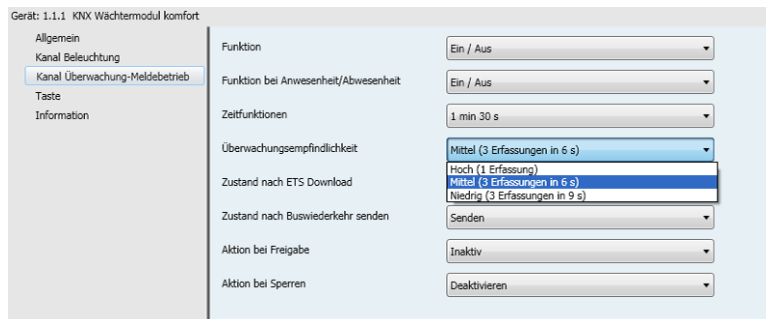 Gerät: 1.1.1 KNX Wächtermodul komfort
Allgemein
Kanal Beleuchtung
Kanal Überwachung-Meldebetrieb
Taste
Information
Funktion
Ein / Aus
Funktion bei Anwesenheit/Abwesenheit
Ein / Aus
Zeitfunktionen
1 min 30 s
Überwachungsempfindlichkeit
Mittel (3 Erfassungen in 6 s)
Hoch (1 Erfassung)
Mittel (3 Erfassungen in 6 s)
Niedrig (3 Erfassungen in 9 s)
Zustand nach ETS Download
Zustand nach Buswiederkehr senden
Senden
Aktion bei Freigabe
Inaktiv
Aktion bei Sperren
Deaktivieren